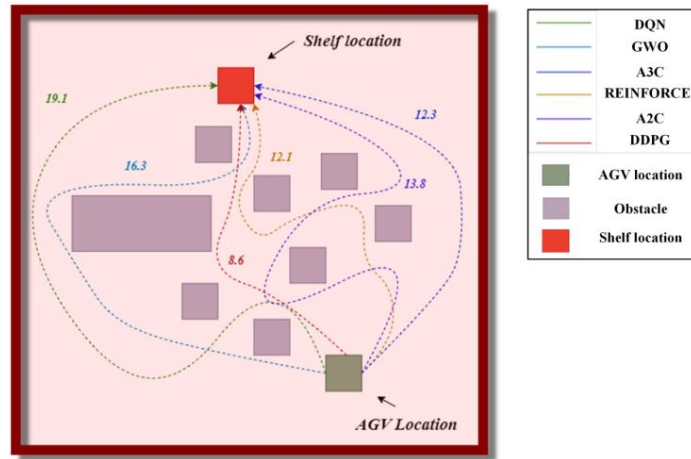 Shelf location
19.1
12.3
12.1
16.3
13.8
8.6
AGV Location
DQN
GWO
A3C
REINFORCE
A2C
DDPG
AGV location
Obstacle
Shelf location